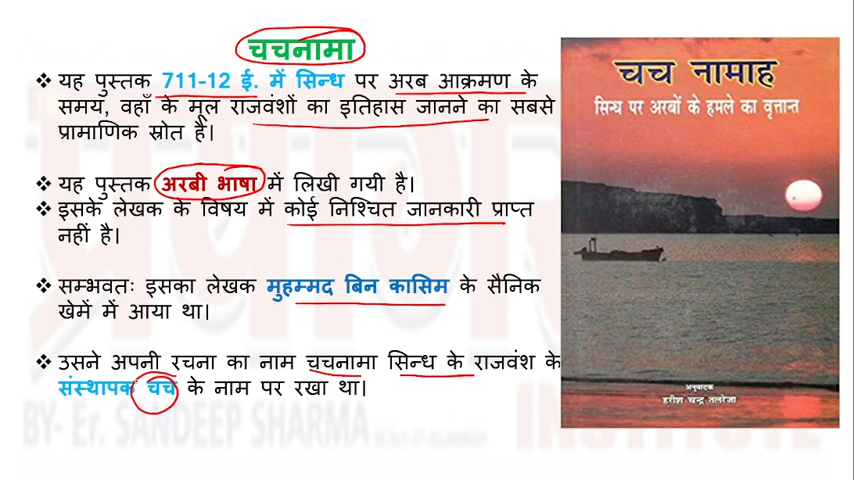 चचनामा
❖ यह पुस्तक 711-12 ई. में सिन्ध पर अरब आक्रमण के
समय, वहाँ के मूल राजवंशों का इतिहास जानने का सबसे
प्रामाणिक स्रोत है।
❖ यह पुस्तक अरबी भाषा में लिखी गयी है।
❖ इसके लेखक के विषय में कोई निश्चित जानकारी प्राप्त
नहीं है।
❖ सम्भवतः इसका लेखक मुहम्मद बिन कासिम के सैनिक
खेमें में आया था।
❖ उसने अपनी रचना का नाम चचनामा सिन्ध के राजवंश के
संस्थापक चच के नाम पर रखा था।
चच नामाह
सिन्ध पर अरबों के हमले का वृत्तान्त
अनुवादक
हरीश चन्द्र तलरेजा
BY- Er. SANDEEP SHARMA
INSTITUTE